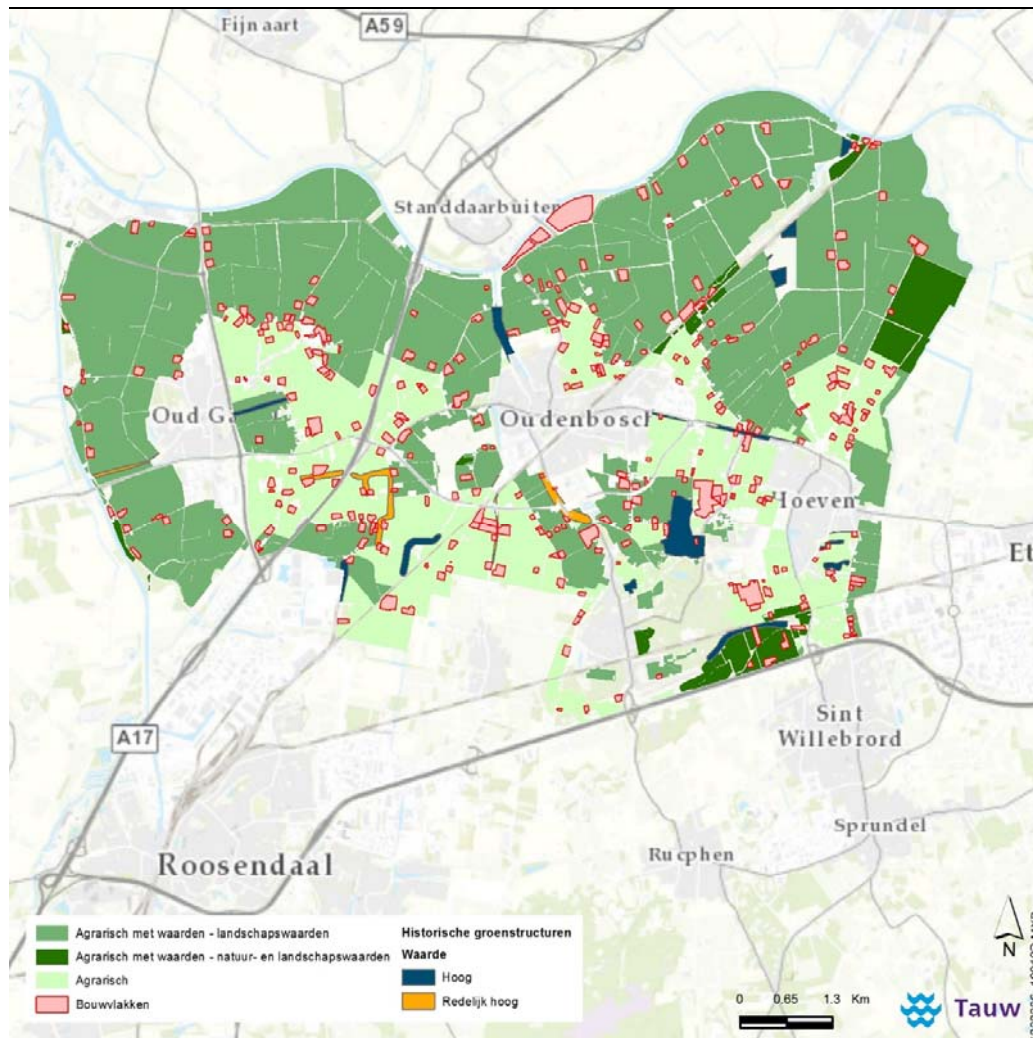 Fijnaart
A59
Standdaarbuiten
Oud Ga
Oudenbosch
Hoeven
Et
A17
Sint
Willebrord
Sprundel
Rucphen
Roosendaal
Agrarisch met waarden - landschapswaarden
Agrarisch met waarden - natuur- en landschapswaarden
Agrarisch
Bouwvlakken
Historische groenstructuren
Waarde
Hoog
Redelijk hoog
N
0 0.65 1.3 Km
Tauw